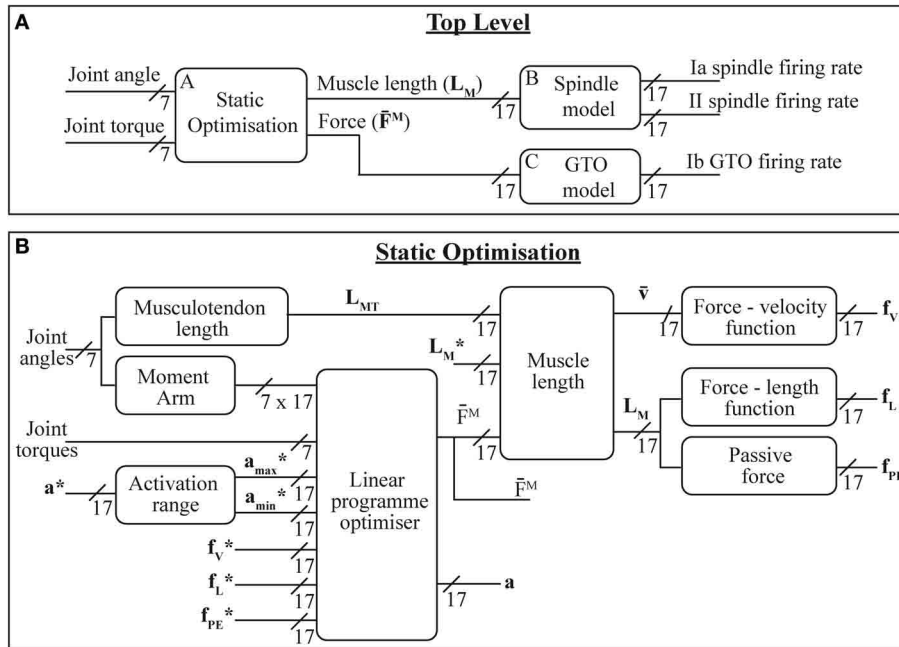 A
Top Level
Joint angle
7
Joint torque
7
A
Static
Optimisation
Muscle length (L_M)
17
Force (F̄^M)
17
B
Spindle
model
17
Ia spindle firing rate
17
II spindle firing rate
C
GTO
model
17
Ib GTO firing rate
B
Static Optimisation
Joint
angles
7
Musculotendon
length
L_MT
17
Moment
Arm
7 x 17
Joint
torques
7
a*
17
Activation
range
a_max*
17
a_min*
17
f_V*
17
f_L*
17
f_PE*
17
Linear
programme
optimiser
L_M*
17
F̄^M
17
F̄^M
17
a
Muscle
length
v̄
17
Force - velocity
function
17
f_V
L_M
17
Force - length
function
17
f_L
Passive
force
17
f_PE